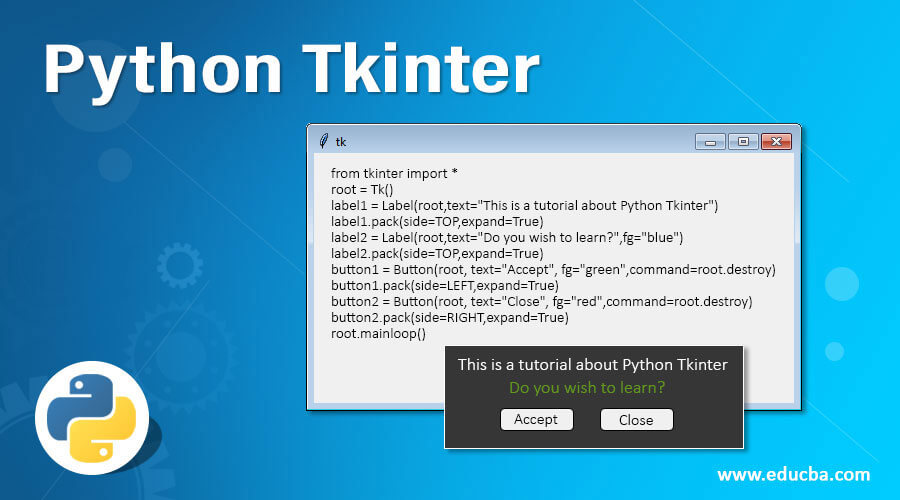 Python Tkinter
tk
from tkinter import *
root = Tk()
label1 = Label(root,text="This is a tutorial about Python Tkinter")
label1.pack(side=TOP,expand=True)
label2 = Label(root,text="Do you wish to learn?",fg="blue")
label2.pack(side=TOP,expand=True)
button1 = Button(root, text="Accept", fg="green",command=root.destroy)
button1.pack(side=LEFT,expand=True)
button2 = Button(root, text="Close", fg="red",command=root.destroy)
button2.pack(side=RIGHT,expand=True)
root.mainloop()
This is a tutorial about Python Tkinter
Do you wish to learn?
Accept Close
www.educba.com